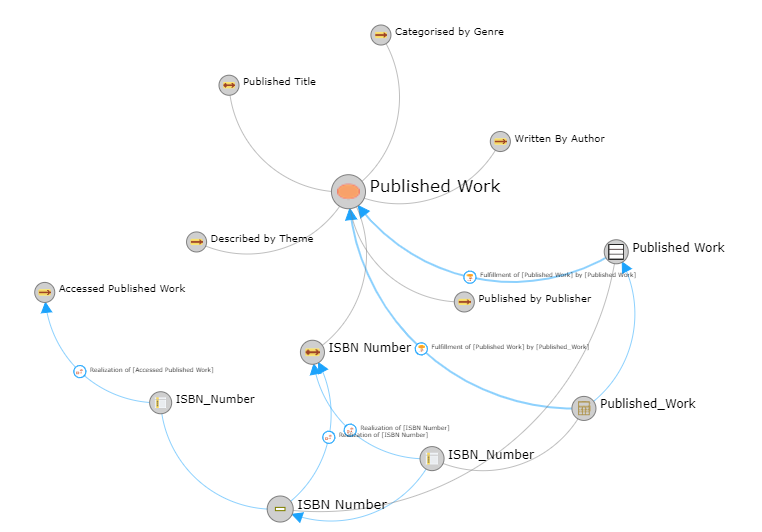 Categorised by Genre
Published Title
Written By Author
Published Work
Described by Theme
Published Work
Fulfillment of [Published Work] by [Published Work]
Accessed Published Work
Published by Publisher
ISBN Number
Fulfillment of [Published Work] by [Published_Work]
Realization of [Accessed Published Work]
ISBN_Number
Published_Work
Realization of [ISBN Number]
Realization of [ISBN Number]
ISBN_Number
ISBN Number